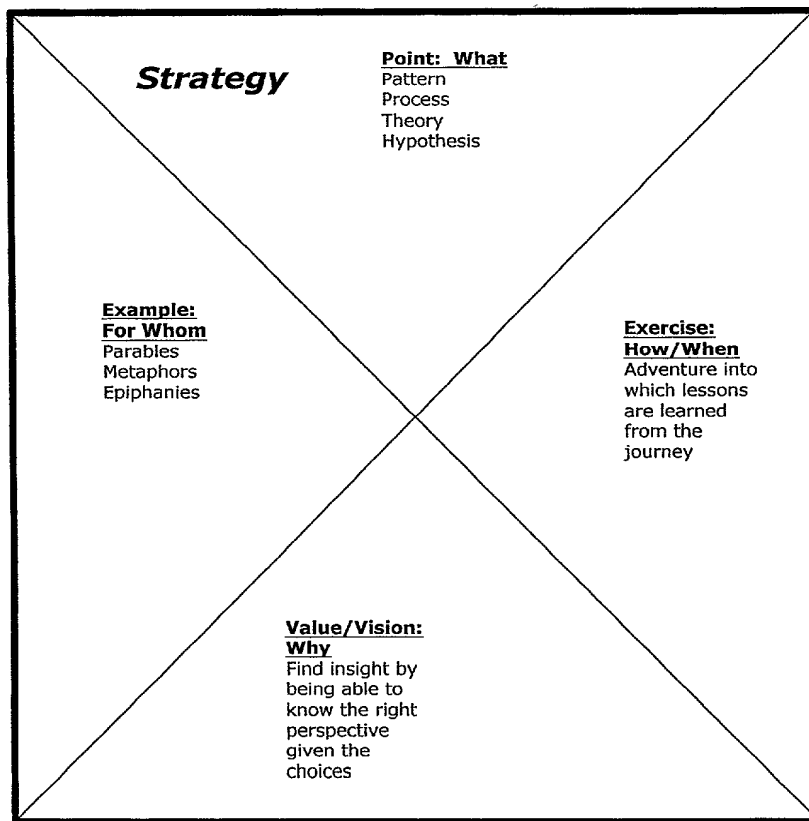 Strategy
Point: What
Pattern
Process
Theory
Hypothesis
Example:
For Whom
Parables
Metaphors
Epiphanies
Exercise:
How/When
Adventure into
which lessons
are learned
from the
journey
Value/Vision:
Why
Find insight by
being able to
know the right
perspective
given the
choices